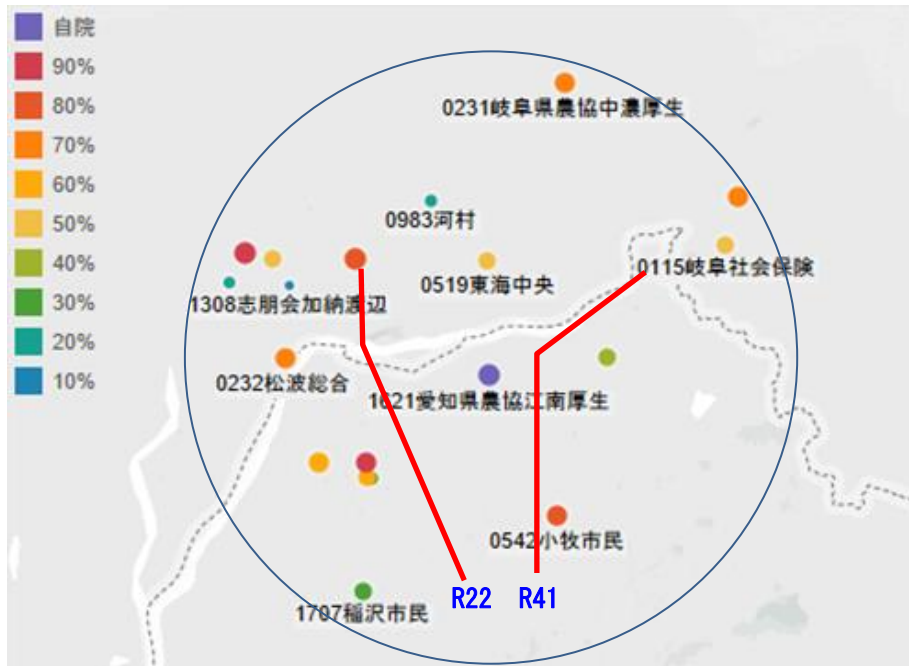 自院
90%
80%
70%
60%
50%
40%
30%
20%
10%
0231岐阜県農協中濃厚生
0983河村
0519東海中央
0115岐阜社会保険
1308志朋会加納渡辺
0232松波総合
1621愛知県農協江南厚生
0542小牧市民
R22 R41
1707稲沢市民